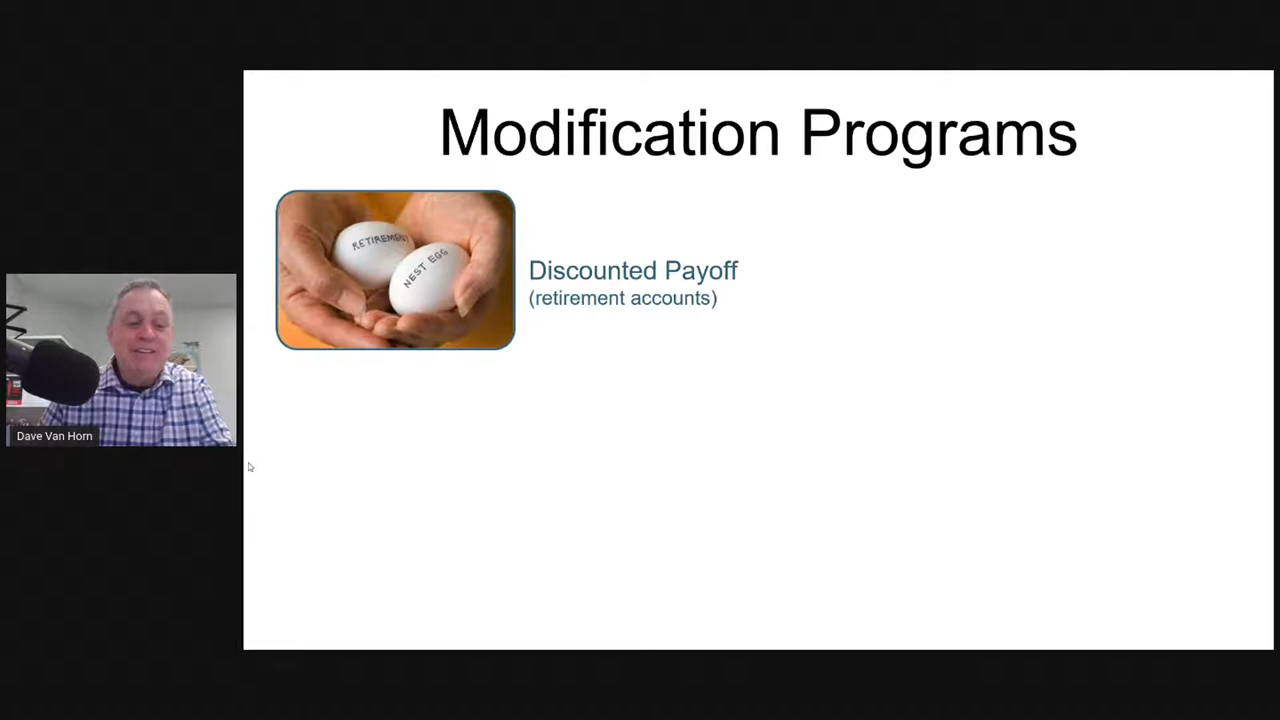 Modification Programs
RETIREMENT
NEST EGG
Discounted Payoff
(retirement accounts)
Dave Van Horn